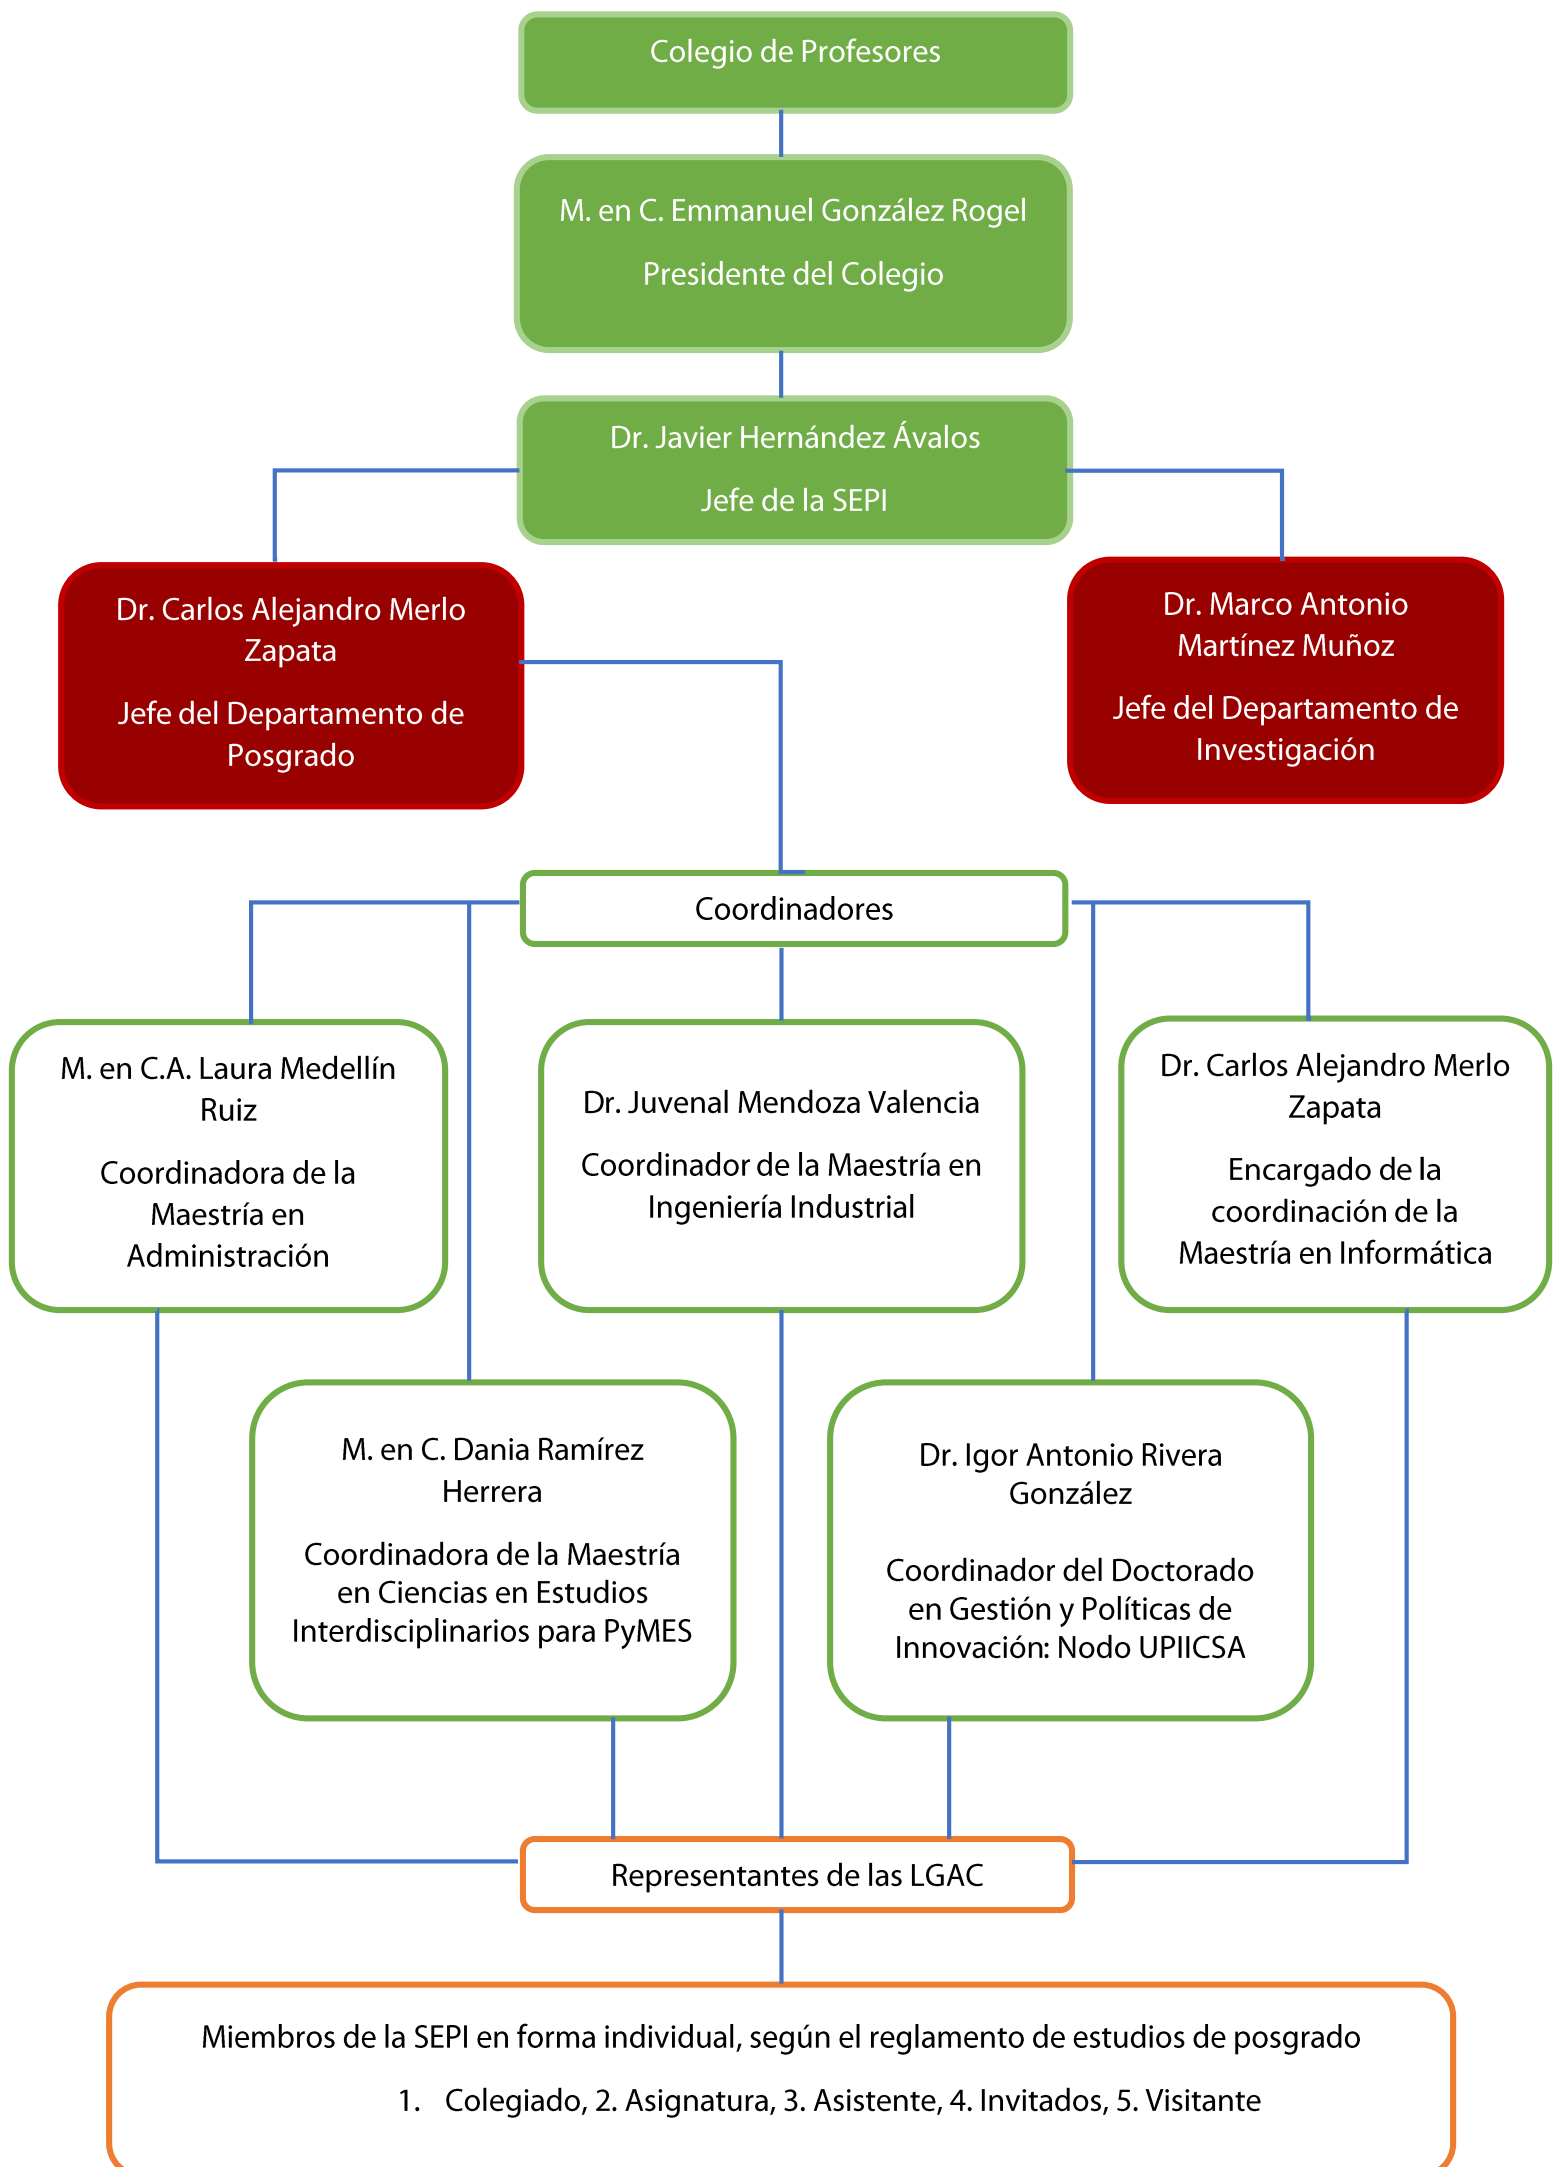 Colegio de Profesores
M. en C. Emmanuel González Rogel
Presidente del Colegio
Dr. Javier Hernández Ávalos
Jefe de la SEPI
Dr. Carlos Alejandro Merlo
Zapata
Jefe del Departamento de
Posgrado
Dr. Marco Antonio
Martínez Muñoz
Jefe del Departamento de
Investigación
Coordinadores
M. en C.A. Laura Medellín
Ruiz
Coordinadora de la
Maestría en
Administración
Dr. Juvenal Mendoza Valencia
Coordinador de la Maestría en
Ingeniería Industrial
Dr. Carlos Alejandro Merlo
Zapata
Encargado de la
coordinación de la
Maestría en Informática
M. en C. Dania Ramírez
Herrera
Coordinadora de la Maestría
en Ciencias en Estudios
Interdisciplinarios para PyMES
Dr. Igor Antonio Rivera
González
Coordinador del Doctorado
en Gestión y Políticas de
Innovación: Nodo UPIICSA
Representantes de las LGAC
Miembros de la SEPI en forma individual, según el reglamento de estudios de posgrado
1. Colegiado, 2. Asignatura, 3. Asistente, 4. Invitados, 5. Visitante